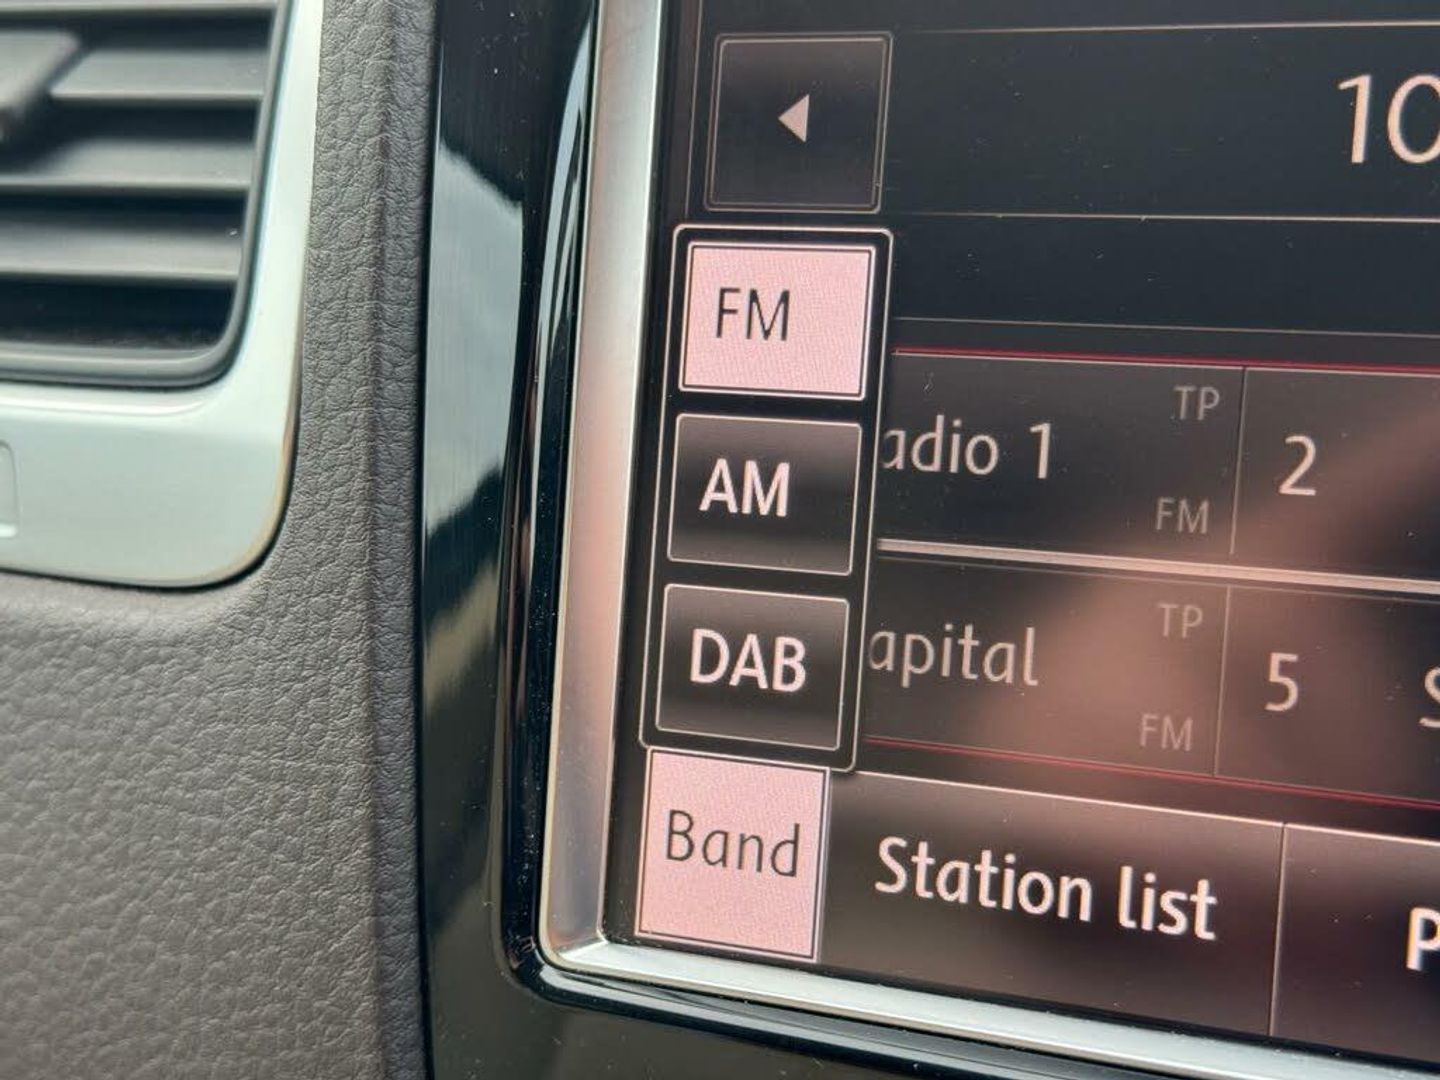 10
FM
adio 1 TP 2
FM
AM
apital TP 5 S
FM
DAB
Band Station list P